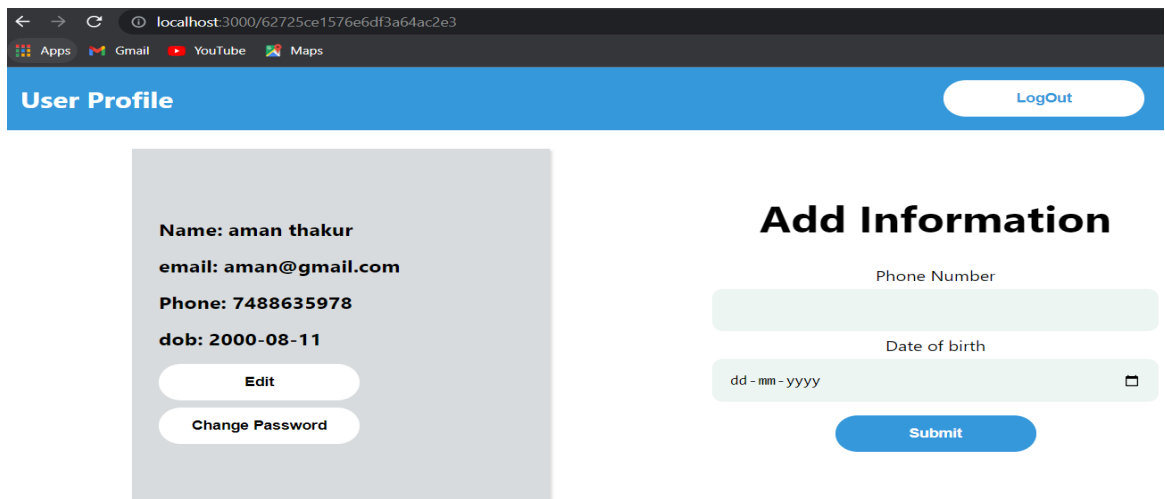 localhost:3000/62725ce1576e6df3a64ac2e3
Apps Gmail YouTube Maps
User Profile LogOut
Name: aman thakur
email: aman@gmail.com
Phone: 7488635978
dob: 2000-08-11
Edit
Change Password
Add Information
Phone Number
Date of birth
dd-mm-yyyy
Submit